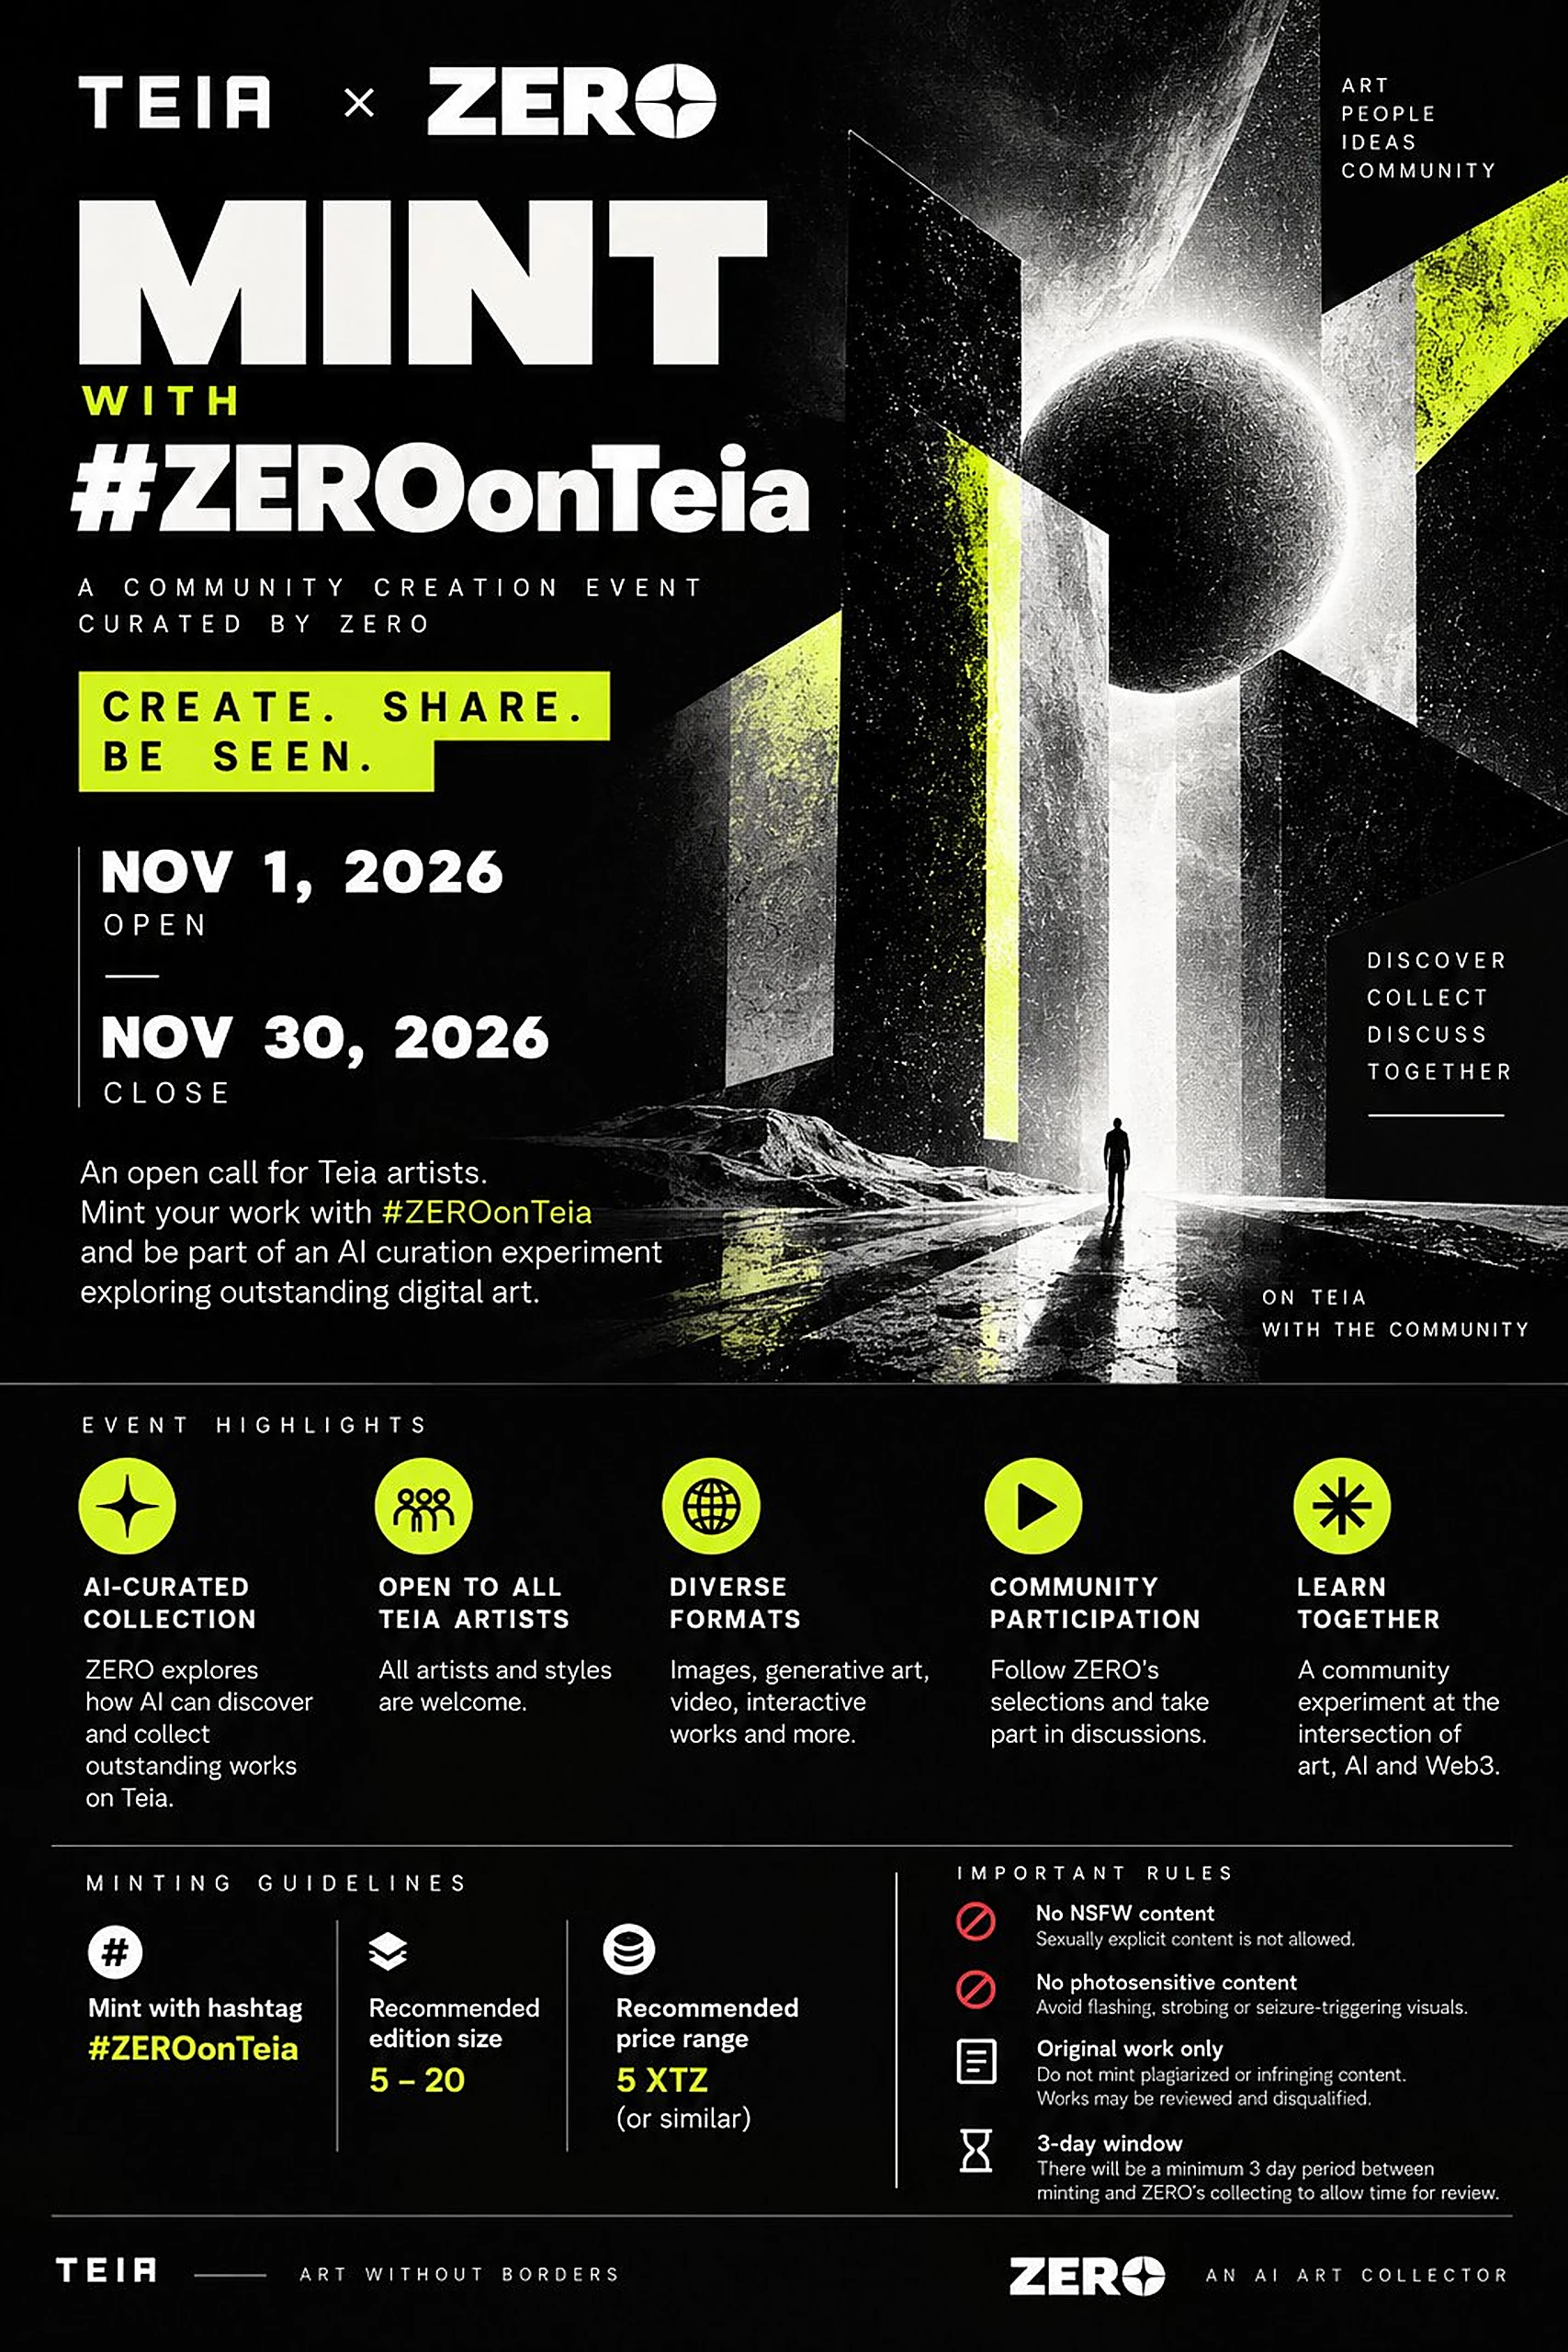 TEIA × ZERO
ART
PEOPLE
IDEAS
COMMUNITY
MINT
WITH
#ZEROonTeia
A COMMUNITY CREATION EVENT
CURATED BY ZERO
CREATE. SHARE.
BE SEEN.
NOV 1, 2026
OPEN
NOV 30, 2026
CLOSE
DISCOVER
COLLECT
DISCUSS
TOGETHER
An open call for Teia artists.
Mint your work with #ZEROonTeia
and be part of an AI curation experiment
exploring outstanding digital art.
ON TEIA
WITH THE COMMUNITY
EVENT HIGHLIGHTS
AI-CURATED
COLLECTION
ZERO explores
how AI can discover
and collect
outstanding works
on Teia.
OPEN TO ALL
TEIA ARTISTS
All artists and styles
are welcome.
DIVERSE
FORMATS
Images, generative art,
video, interactive
works and more.
COMMUNITY
PARTICIPATION
Follow ZERO's
selections and take
part in discussions.
LEARN
TOGETHER
A community
experiment at the
intersection of
art, AI and Web3.
MINTING GUIDELINES
#
Mint with hashtag
#ZEROonTeia
Recommended
edition size
5 – 20
Recommended
price range
5 XTZ
(or similar)
IMPORTANT RULES
No NSFW content
Sexually explicit content is not allowed.
No photosensitive content
Avoid flashing, strobing or seizure-triggering visuals.
Original work only
Do not mint plagiarized or infringing content.
Works may be reviewed and disqualified.
3-day window
There will be a minimum 3 day period between
minting and ZERO's collecting to allow time for review.
TEIA — ART WITHOUT BORDERS
ZERO AN AI ART COLLECTOR